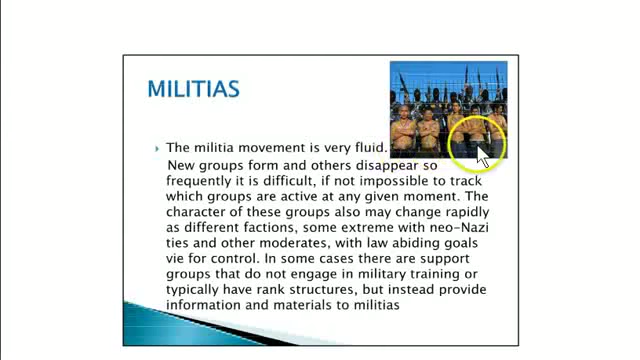 MILITIAS
The militia movement is very fluid.
New groups form and others disappear so
frequently it is difficult, if not impossible to track
which groups are active at any given moment. The
character of these groups also may change rapidly
as different factions, some extreme with neo-Nazi
ties and other moderates, with law abiding goals
vie for control. In some cases there are support
groups that do not engage in military training or
typically have rank structures, but instead provide
information and materials to militias